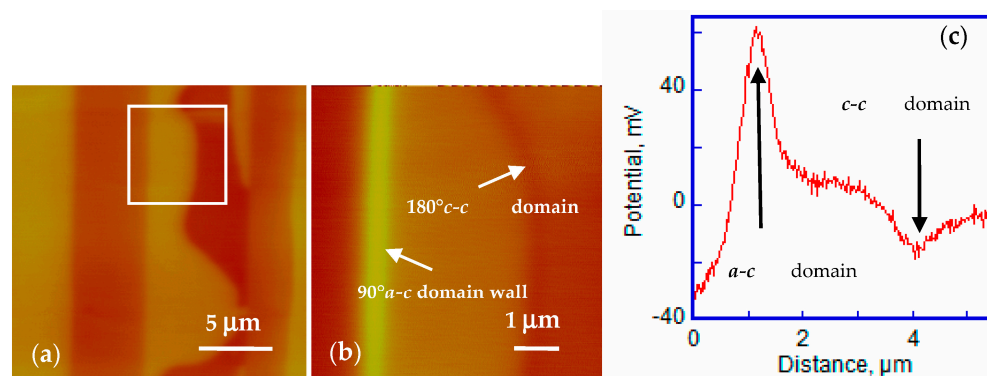 (a)
5 µm
180°c-c domain
90°a-c domain wall
(b)
1 µm
(c)
Potential, mV
40
0
-40
c-c domain
a-c domain
0
2
4
Distance, µm